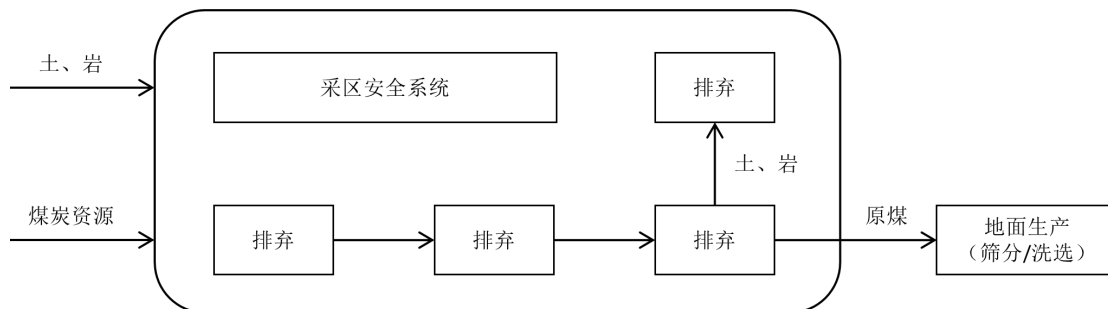 土、岩
采区安全系统
排弃
土、岩
煤炭资源
排弃
排弃
排弃
原煤
地面生产
（筛分/洗选）